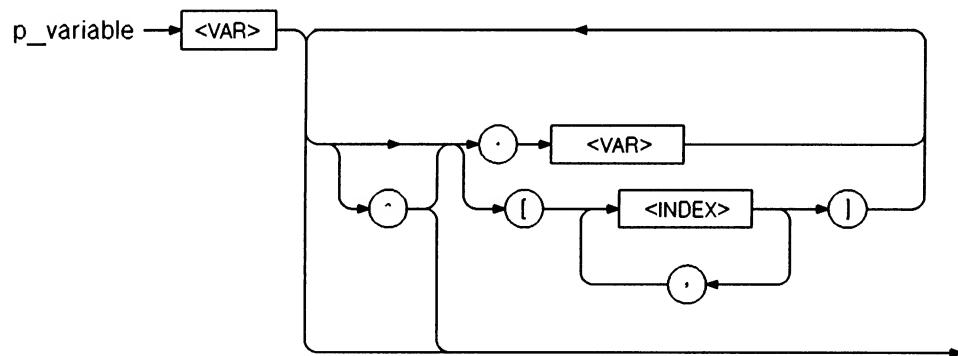 p_variable <VAR>
. <VAR>
^ [ <INDEX> ]
,